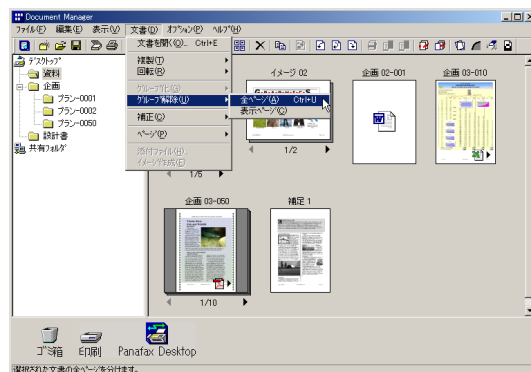 Document Manager
ファイル(F) 編集(E) 表示(V) 文書(D) オプション(P) ヘルプ(H)
文書を開く(O)... Ctrl+E
複製(T)
回転(R)
グループ化(G)
グループ解除(U)
全ページ(A) Ctrl+U
表示ページ(C)
補正(C)
ページ(P)
添付ファイル(H)...
イメージ作成(E)
デスクトップ
資料
企画
プラン-0001
プラン-0002
プラン-0050
設計書
共有フォルダ
イメージ 02
企画 02-001
企画 03-010
1/5
1/2
企画 03-050
補足 1
1/10
ゴミ箱
印刷
Panafax Desktop
選択された文書の全ページを分けます。